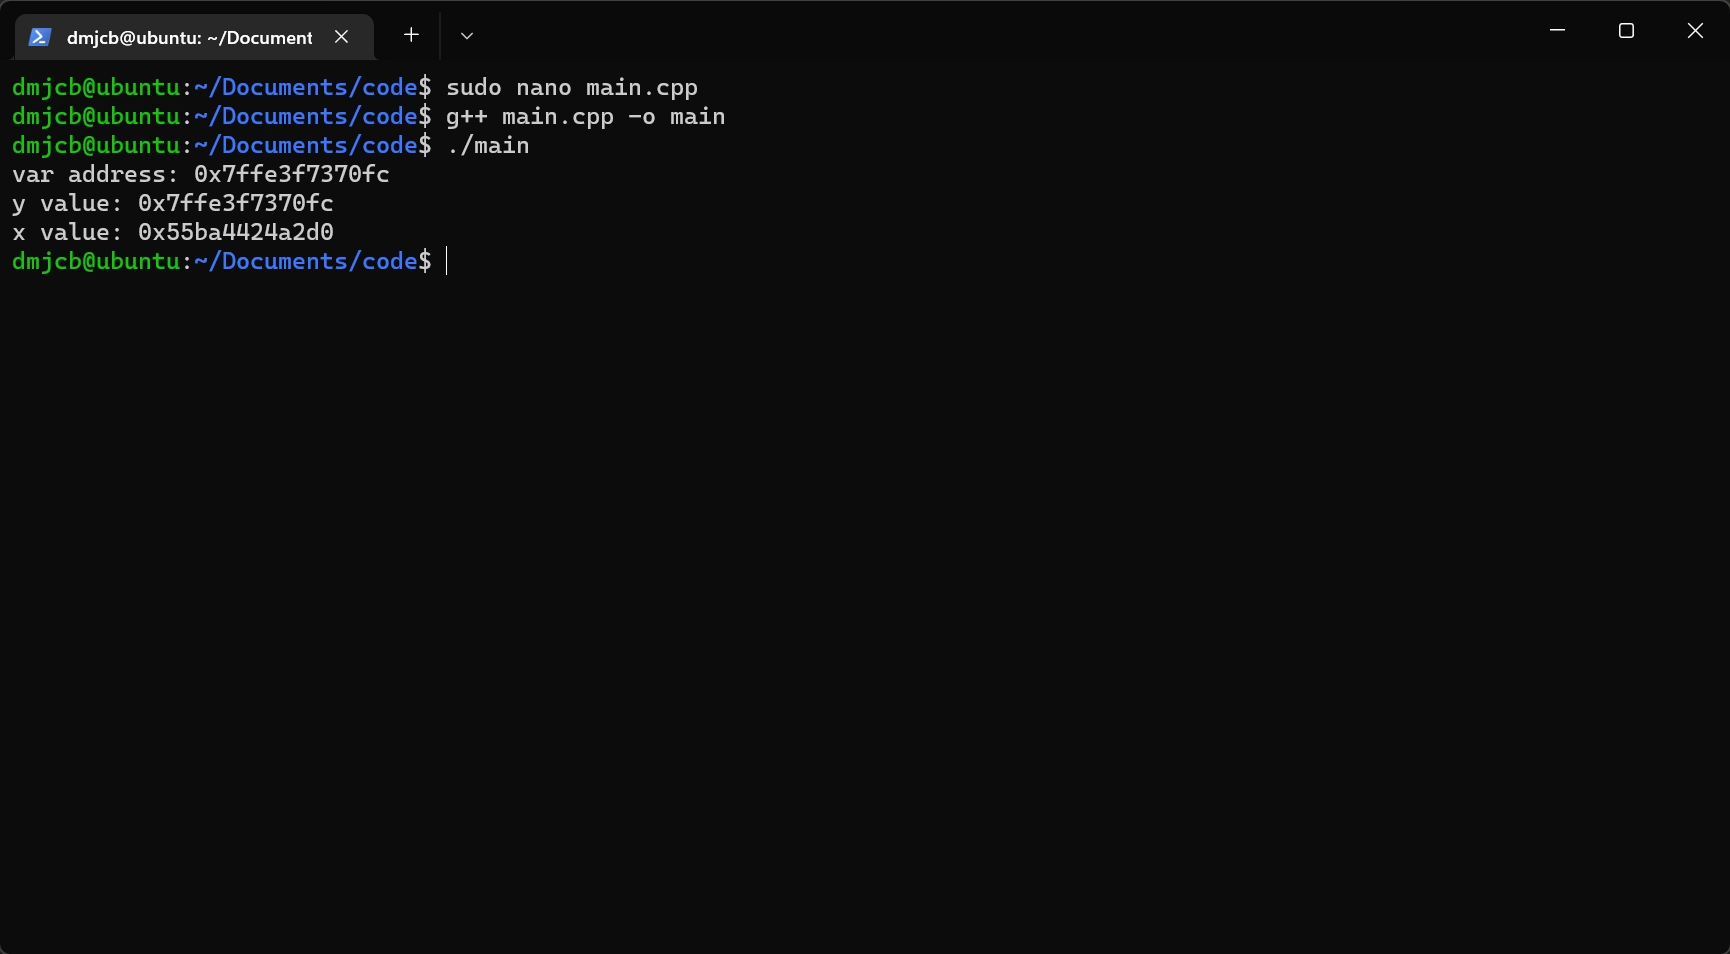 dmjcb@ubuntu: ~/Document
dmjcb@ubuntu:~/Documents/code$ sudo nano main.cpp
dmjcb@ubuntu:~/Documents/code$ g++ main.cpp -o main
dmjcb@ubuntu:~/Documents/code$ ./main
var address: 0x7ffe3f7370fc
y value: 0x7ffe3f7370fc
x value: 0x55ba4424a2d0
dmjcb@ubuntu:~/Documents/code$